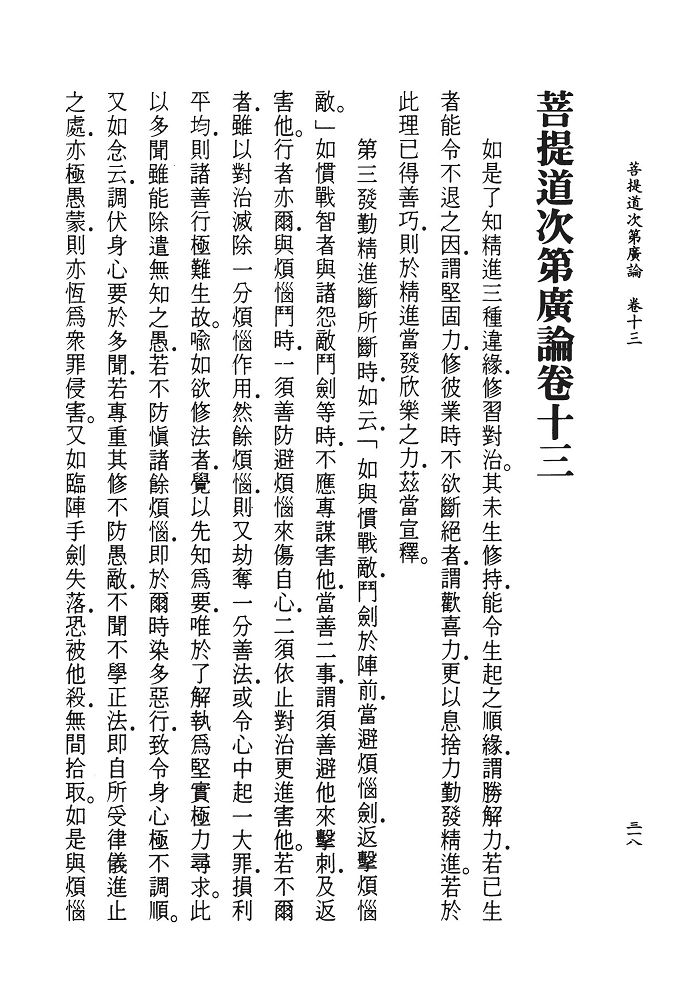 菩提道次第廣論　卷十三
三一八
菩提道次第廣論卷十三
如是了知精進三種違緣．修習對治。其未生修持．能令生起之順緣．謂勝解力．若已生
者能令不退之因．謂堅固力．修彼業時不欲斷絕者．謂歡喜力．更以息捨力勤發精進。若於
此理已得善巧．則於精進當發欣樂之力．茲當宣釋。
第三發勤精進斷所斷時．如云．「如與慣戰敵．鬥劍於陣前．當避煩惱劍．返擊煩惱
敵。」如慣戰智者與諸怨敵鬥劍等時．不應專謀害他．當善二事．謂須善避他來擊刺．及返
害他。行者亦爾．與煩惱鬥時．一須善防避煩惱來傷自心．二須依止對治更進害他。若不爾
者．雖以對治滅除一分煩惱作用．然餘煩惱．則又劫奪一分善法．或令心中起一大罪．損利
平均．則諸善行極難生故。喩如欲修法者．覺以先知爲要．唯於了解執爲堅實極力尋求。此
以多聞雖能除遣無知之愚．若不防慎諸餘煩惱．即於爾時染多惡行．致令身心極不調順。
又如念云．調伏身心要於多聞．若專重其修不防愚敵．不聞不學正法．即自所受律儀進止
之處．亦極愚蒙．則亦恆爲衆罪侵害。又如臨陣手劍失落．恐被他殺．無間拾取。如是與煩惱